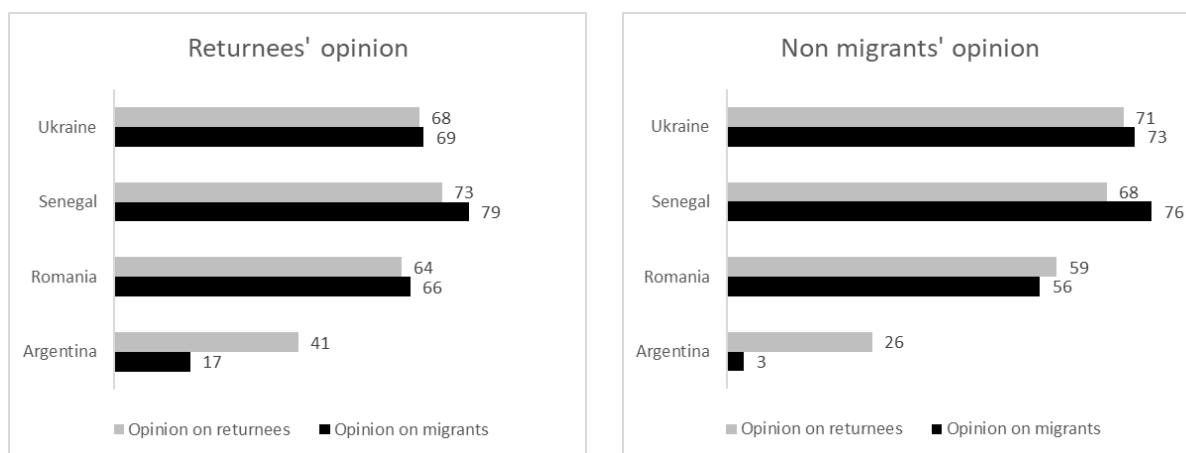 Returnees' opinion
Ukraine
68
69
Senegal
73
79
Romania
64
66
Argentina
41
17
Opinion on returnees Opinion on migrants
Non migrants' opinion
Ukraine
71
73
Senegal
68
76
Romania
59
56
Argentina
26
3
Opinion on returnees Opinion on migrants